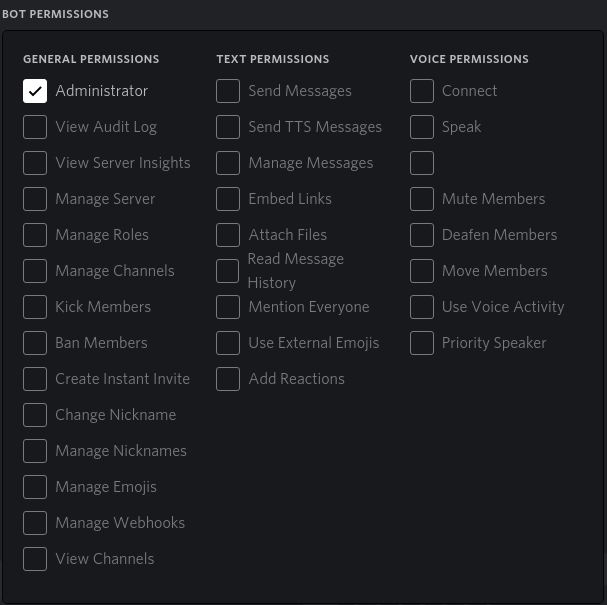 BOT PERMISSIONS
GENERAL PERMISSIONS
Administrator
View Audit Log
View Server Insights
Manage Server
Manage Roles
Manage Channels
Kick Members
Ban Members
Create Instant Invite
Change Nickname
Manage Nicknames
Manage Emojis
Manage Webhooks
View Channels
TEXT PERMISSIONS
Send Messages
Send TTS Messages
Manage Messages
Embed Links
Attach Files
Read Message
History
Mention Everyone
Use External Emojis
Add Reactions
VOICE PERMISSIONS
Connect
Speak
Mute Members
Deafen Members
Move Members
Use Voice Activity
Priority Speaker